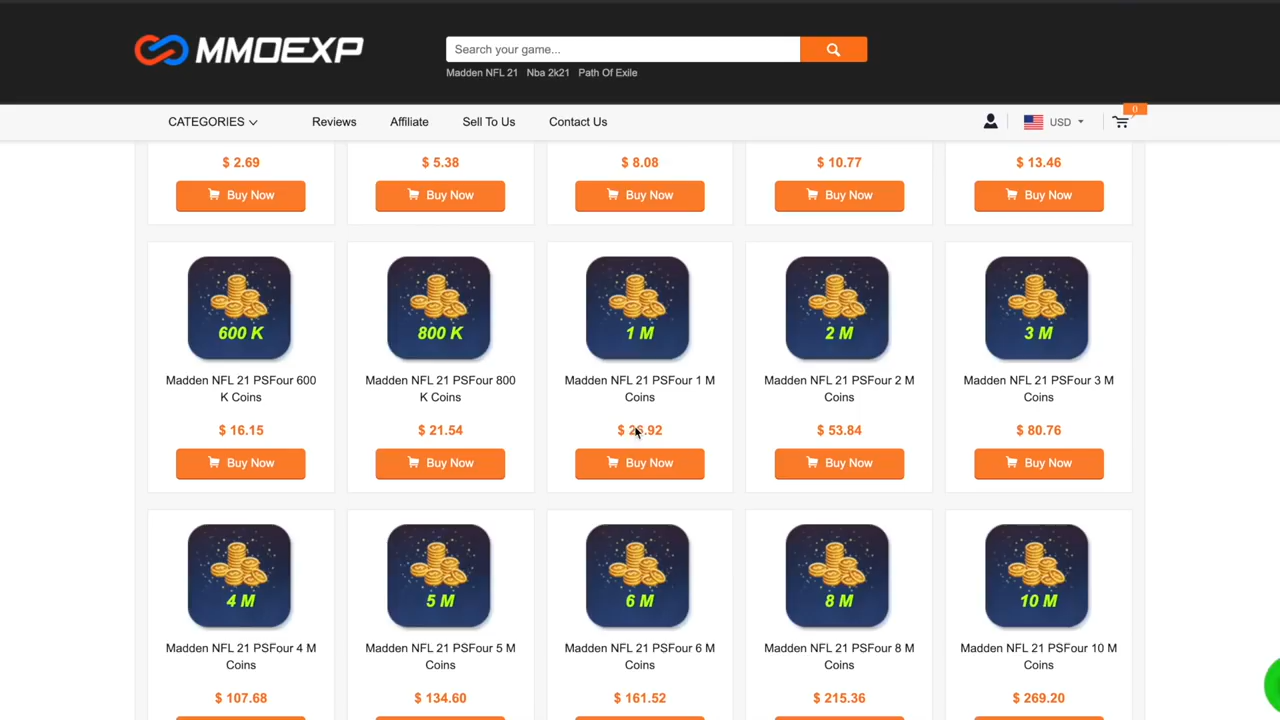 MMOEXP
Search your game...
Madden NFL 21 Nba 2k21 Path Of Exile
CATEGORIES Reviews Affiliate Sell To Us Contact Us USD 0
$ 2.69 $ 5.38 $ 8.08 $ 10.77 $ 13.46
Buy Now Buy Now Buy Now Buy Now Buy Now
600 K 800 K 1 M 2 M 3 M
Madden NFL 21 PSFour 600 Madden NFL 21 PSFour 800 Madden NFL 21 PSFour 1 M Madden NFL 21 PSFour 2 M Madden NFL 21 PSFour 3 M
K Coins K Coins Coins Coins Coins
$ 16.15 $ 21.54 $ 26.92 $ 53.84 $ 80.76
Buy Now Buy Now Buy Now Buy Now Buy Now
4 M 5 M 6 M 8 M 10 M
Madden NFL 21 PSFour 4 M Madden NFL 21 PSFour 5 M Madden NFL 21 PSFour 6 M Madden NFL 21 PSFour 8 M Madden NFL 21 PSFour 10 M
Coins Coins Coins Coins Coins
$ 107.68 $ 134.60 $ 161.52 $ 215.36 $ 269.20